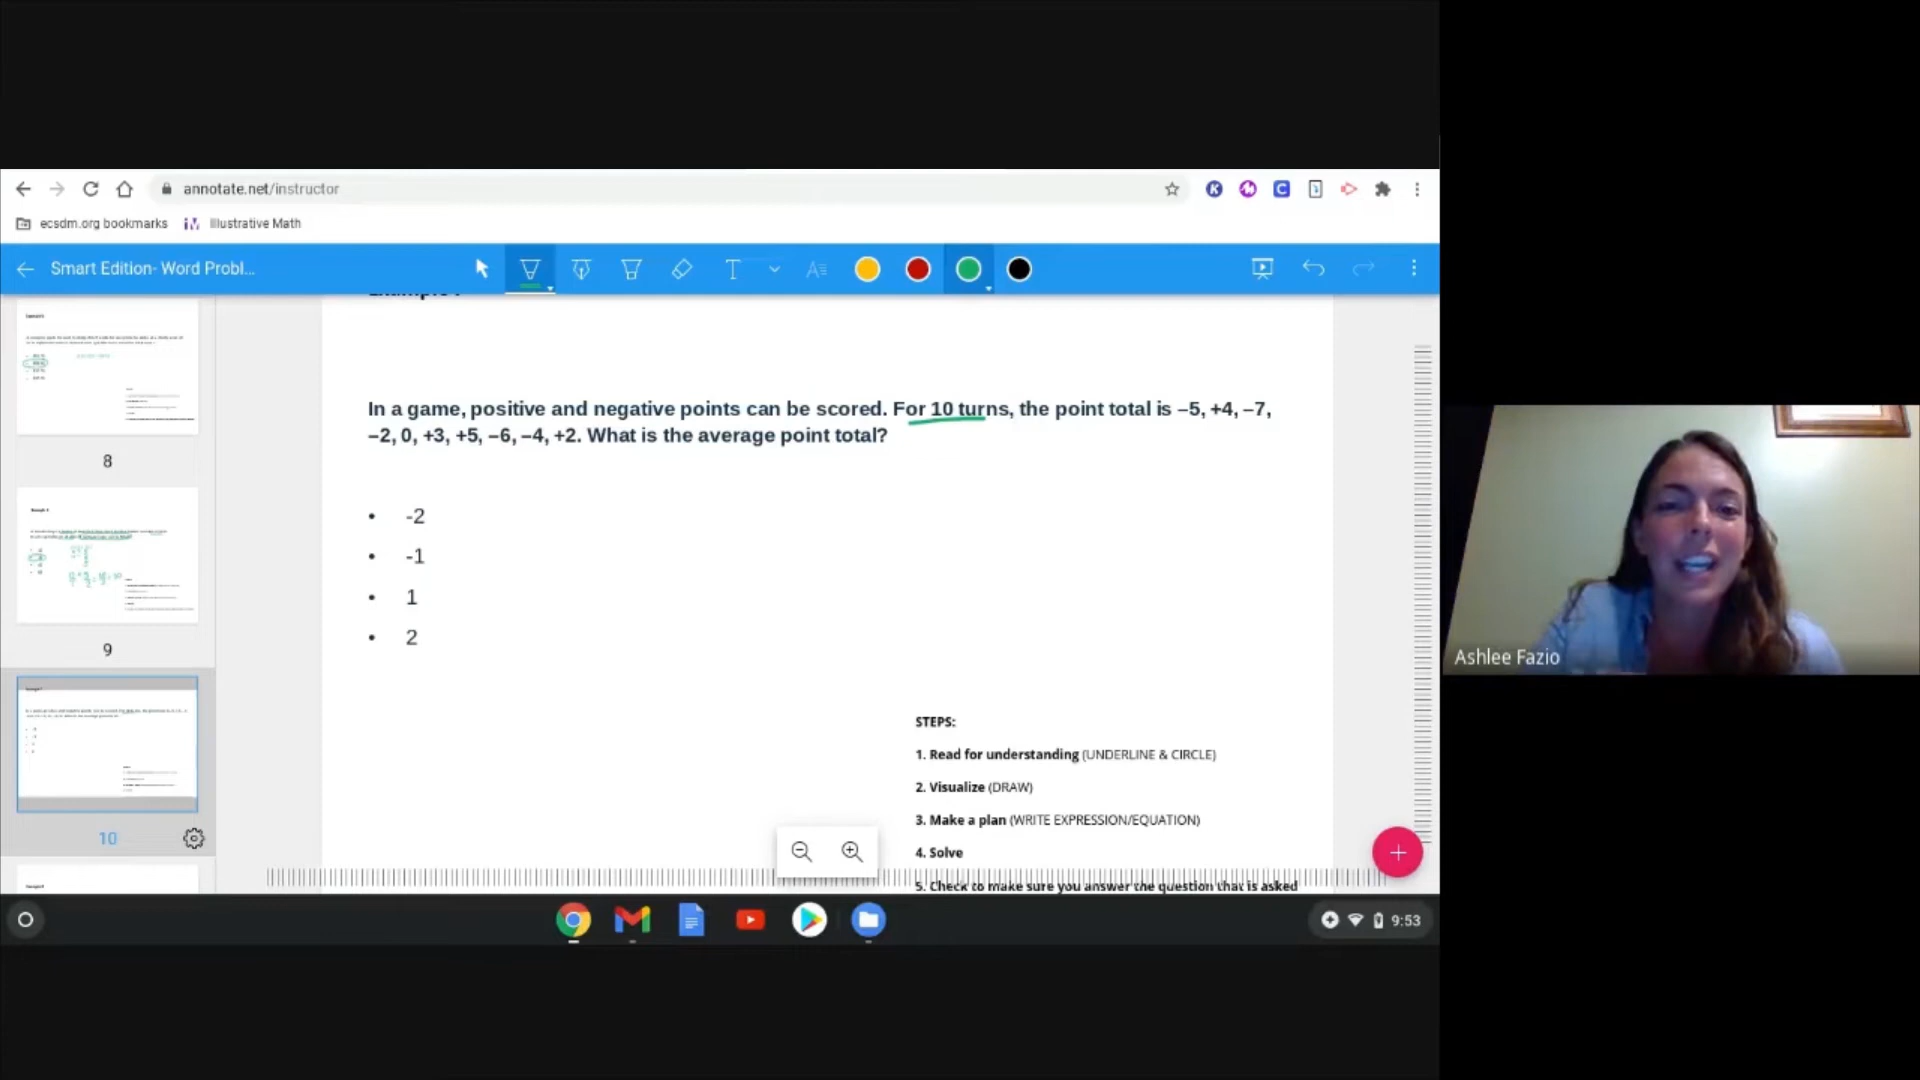 annotate.net/instructor
ecsdm.org bookmarks
Illustrative Math
Smart Edition- Word Probl...
In a game, positive and negative points can be scored. For 10 turns, the point total is –5, +4, –7,
–2, 0, +3, +5, –6, –4, +2. What is the average point total?
• -2
• -1
• 1
• 2
STEPS:
1. Read for understanding (UNDERLINE & CIRCLE)
2. Visualize (DRAW)
3. Make a plan (WRITE EXPRESSION/EQUATION)
4. Solve
5. Check to make sure you answer the question that is asked
8
9
10
9:53
Ashlee Fazio